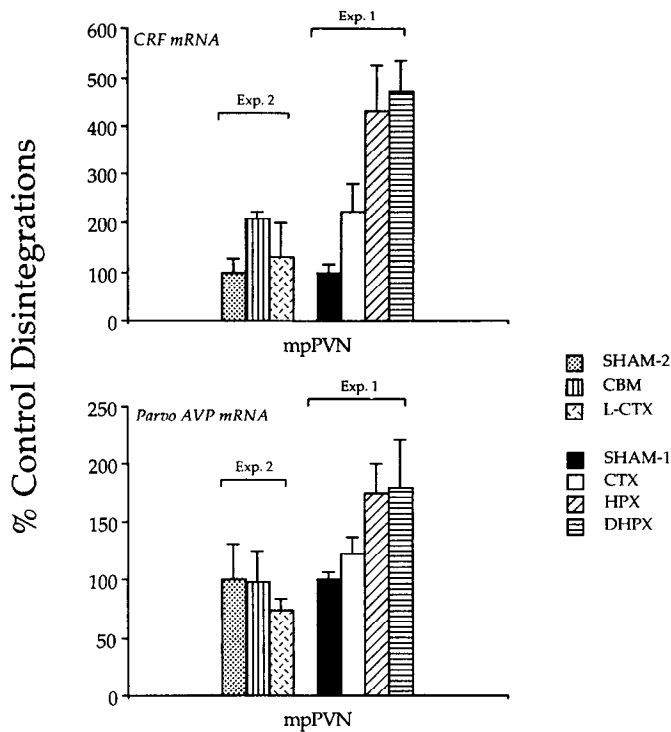 % Control Disintegrations
CRF mRNA
Exp. 1
Exp. 2
600
500
400
300
200
100
0
mpPVN
Parvo AVP mRNA
Exp. 1
Exp. 2
250
200
150
100
50
0
mpPVN
SHAM-2
CBM
L-CTX
SHAM-1
CTX
HPX
DHPX